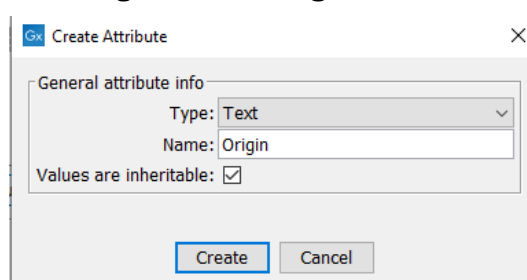 Gx Create Attribute
General attribute info
Type: Text
Name: Origin
Values are inheritable:
Create Cancel